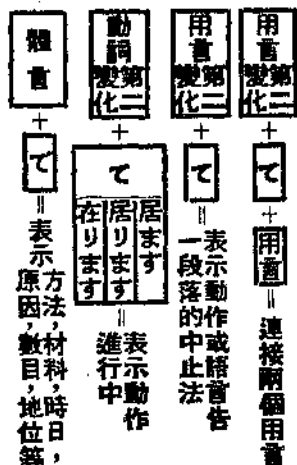 用言第二變化+て+用言=連接兩個用言
用言第二變化+て=表示動作或語言告一段落的中止法
動詞第二變化+て居ます 居ります 在ります=表示動作進行中
體言+て=表示方法,材料,時日,原因,數目,地位等